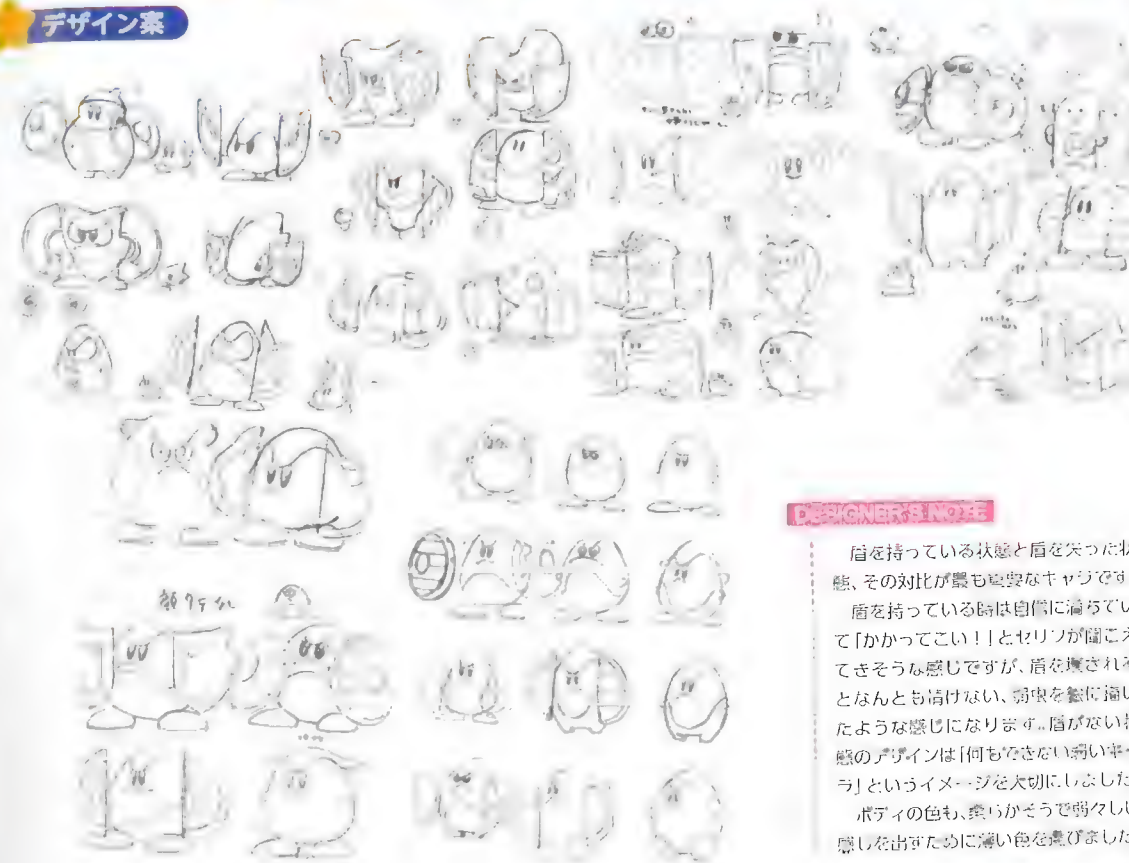 デザイン案
DESIGNER'S NOTE
盾を持っている状態と盾を失った状
態、その対比が最も重要なキャラです
盾を持っている時は自信に満ちてい
て「かかってこい！」とセリフが聞こえ
てきそうな感じですが、盾を壊される
となんとも情けない、弱虫を絵に描い
たような感じになります。盾がない状
態のデザインは「何もできない弱いキャ
ラ」というイメージを大切にしました
ボディの色も、柔らかそうで弱々しい
感じを出すために薄い色を選びました